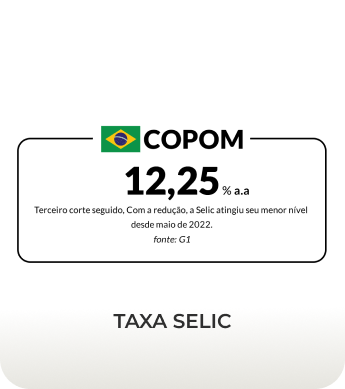 COPOM
12,25 % a.a
Terceiro corte seguido, Com a redução, a Selic atingiu seu menor nível
desde maio de 2022.
fonte: G1
TAXA SELIC